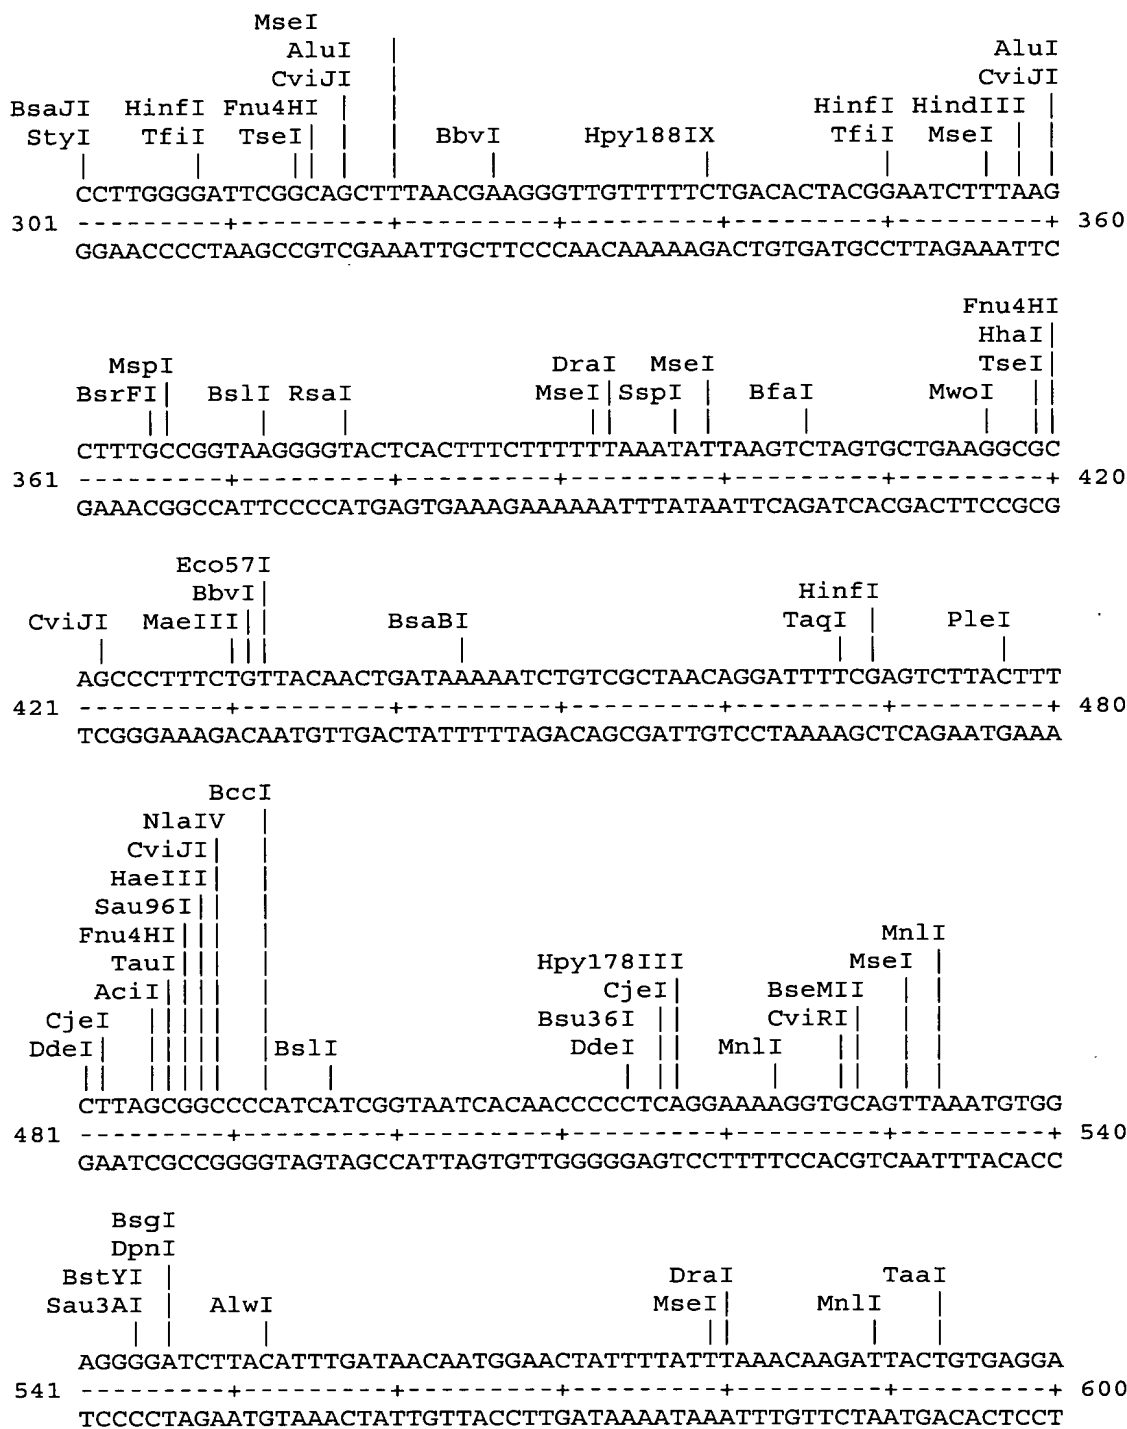 MseI
AluI | AluI
CviJI | CviJI
BsaJI HinfI Fnu4HI | | HinfI HindIII |
StyI TfiI TseI| | | BbvI Hpy188IX TfiI MseI | |
| | || | | | | | | | |
CCTTGGGGATTCGGCAGCTTTAACGAAGGGTTGTTTTTCTGACACTACGGAATCTTTAAG
301 ---------+---------+---------+---------+---------+---------+ 360
GGAACCCCTAAGCCGTCGAAATTGCTTCCCAACAAAAAGACTGTGATGCCTTAGAAATTC
Fnu4HI
HhaI|
MspI DraI MseI TseI|
BsrFI| BslI RsaI MseI|SspI | BfaI MwoI ||
|| | | || | | | | ||
CTTTGCCGGTAAGGGGTACTCACTTTCTTTTTTTAAATATTAAGTCTAGTGCTGAAGGCGC
361 ---------+---------+---------+---------+---------+---------+ 420
GAAACGGCCATTCCCCATGAGTGAAAGAAAAAATTTATAATTCAGATCACGACTTCCGCG
Eco57I
BbvI| HinfI
CviJI MaeIII|| BsaBI TaqI | PleI
| ||| | | | |
AGCCCTTTCTGTTACAACTGATAAAAATCTGTCGCTAACAGGATTTTCGAGTCTTACTTT
421 ---------+---------+---------+---------+---------+---------+ 480
TCGGGAAAGACAATGTTGACTATTTTTAGACAGCGATTGTCCTAAAAGCTCAGAATGAAA
BccI
NlaIV |
CviJI| |
HaeIII| |
Sau96I|| |
Fnu4HI||| | MnlI
TauI||| | Hpy178III MseI |
AciI|||| | CjeI| BseMII | |
CjeI ||||| | Bsu36I || CviRI| | |
DdeI| ||||| |BslI DdeI || MnlI || | |
|| ||||| | | | || | || | |
CTTAGCGGCCCCATCATCGGTAATCACAACCCCCTCAGGAAAAGGTGCAGTTAAATGTGG
481 ---------+---------+---------+---------+---------+---------+ 540
GAATCGCCGGGGTAGTAGCCATTAGTGTTGGGGGAGTCCTTTTCCACGTCAATTTACACC
BsgI
DpnI
BstYI | DraI TaaI
Sau3AI | AlwI MseI| MnlI |
| | | || | |
AGGGGATCTTACATTTGATAACAATGGAACTATTTTATTTAAACAAGATTACTGTGAGGA
541 ---------+---------+---------+---------+---------+---------+ 600
TCCCCTAGAATGTAAACTATTGTTACCTTGATAAAATAAATTTGTTCTAATGACACTCCT